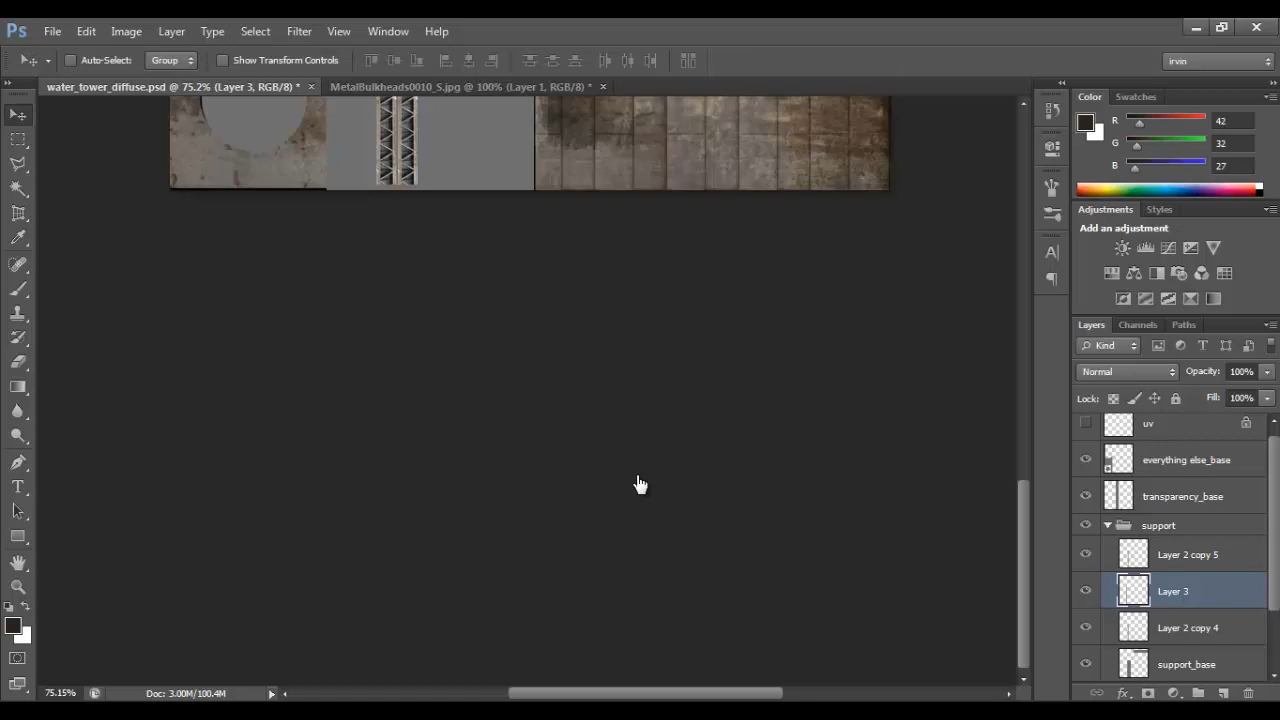 Ps File Edit Image Layer Type Select Filter View Window Help
Auto-Select: Group Show Transform Controls irvin
water_tower_diffuse.psd @ 75.2% (Layer 3, RGB/8) * × MetalBulkheads0010_S.jpg @ 100% (Layer 1, RGB/8) * ×
Color Swatches
R 42
G 32
B 27
Adjustments Styles
Add an adjustment
Layers Channels Paths
Kind
Normal Opacity: 100%
Lock: Fill: 100%
uv
everything else_base
transparency_base
support
Layer 2 copy 5
Layer 3
Layer 2 copy 4
support_base
75.15% Doc: 3.00M/100.4M